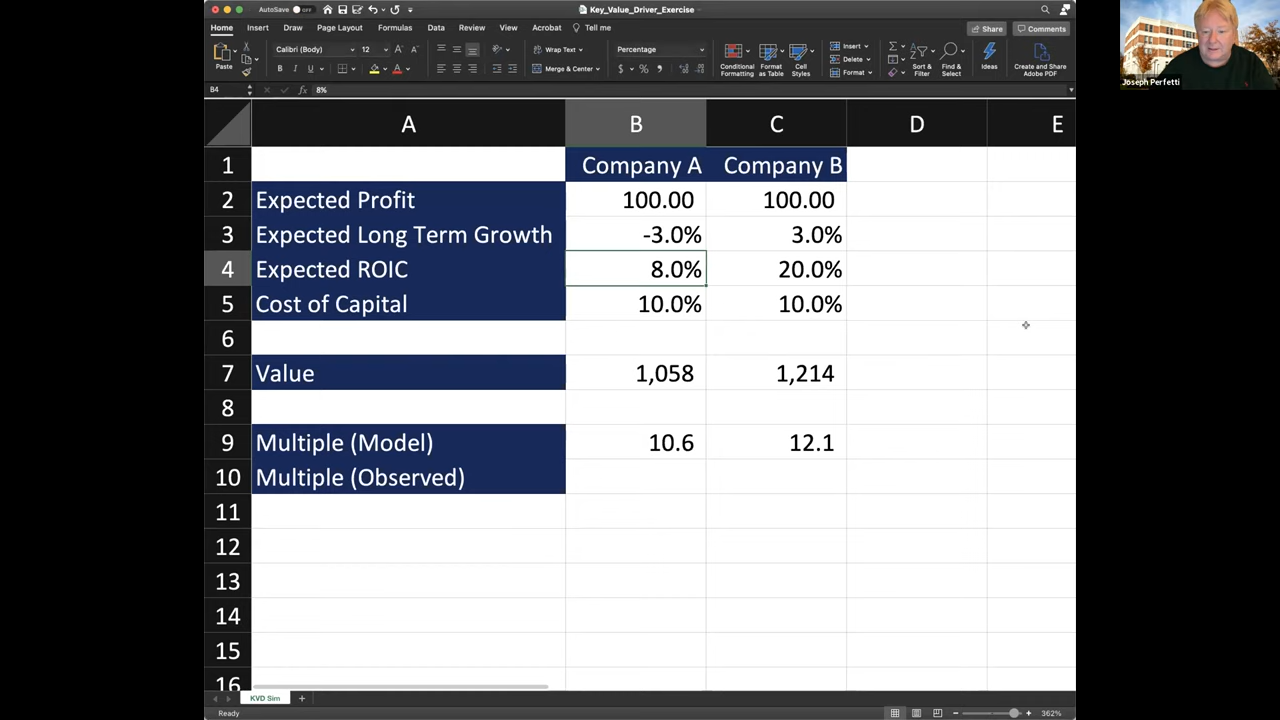 AutoSave OFF
Key_Value_Driver_Exercise
Home Insert Draw Page Layout Formulas Data Review View Acrobat Tell me
Share Comments
Paste
Calibri (Body) 12
B I U
Wrap Text
Merge & Center
Percentage
$ % ,
Conditional Formatting
Format as Table
Cell Styles
Insert
Delete
Format
Sort & Filter
Find & Select
Ideas
Create and Share Adobe PDF
Joseph Perfetti
B4 fx 8%
A B C D E
1 Company A Company B
2 Expected Profit 100.00 100.00
3 Expected Long Term Growth -3.0% 3.0%
4 Expected ROIC 8.0% 20.0%
5 Cost of Capital 10.0% 10.0%
6
7 Value 1,058 1,214
8
9 Multiple (Model) 10.6 12.1
10 Multiple (Observed)
11
12
13
14
15
16
KVD Sim
Ready
362%